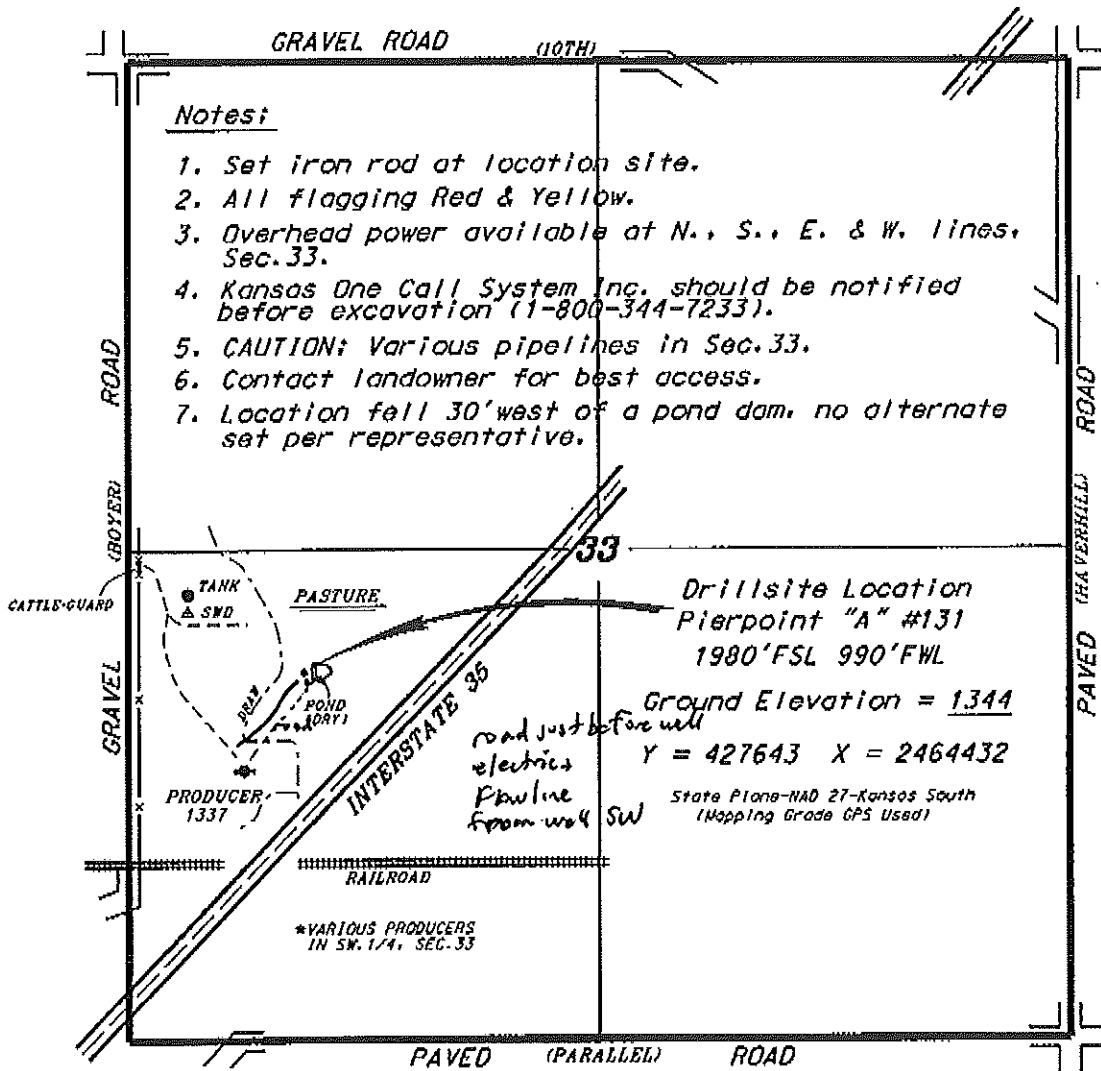 GRAVEL ROAD (10TH)
Notes:
1. Set iron rod at location site.
2. All flagging Red & Yellow.
3. Overhead power available at N., S., E. & W. lines,
Sec.33.
4. Kansas One Call System Inc. should be notified
before excavation (1-800-344-7233).
5. CAUTION: Various pipelines in Sec.33.
6. Contact landowner for best access.
7. Location fell 30'west of a pond dam, no alternate
set per representative.
GRAVEL (BOYER) ROAD
PAVED (HAVERHILL) ROAD
33
CATTLE-GUARD
TANK
SWD
PASTURE
Drillsite Location
Pierpoint "A" #131
1980'FSL 990'FWL
Ground Elevation = 1344
Y = 427643 X = 2464432
State Plane-NAD 27-Kansas South
(Mapping Grade GPS Used)
DRAW
road
POND
(DRY)
INTERSTATE 35
road just before well
electrics
Flowline
from well SW
PRODUCER
1337
RAILROAD
*VARIOUS PRODUCERS
IN SW.1/4, SEC.33
PAVED (PARALLEL) ROAD